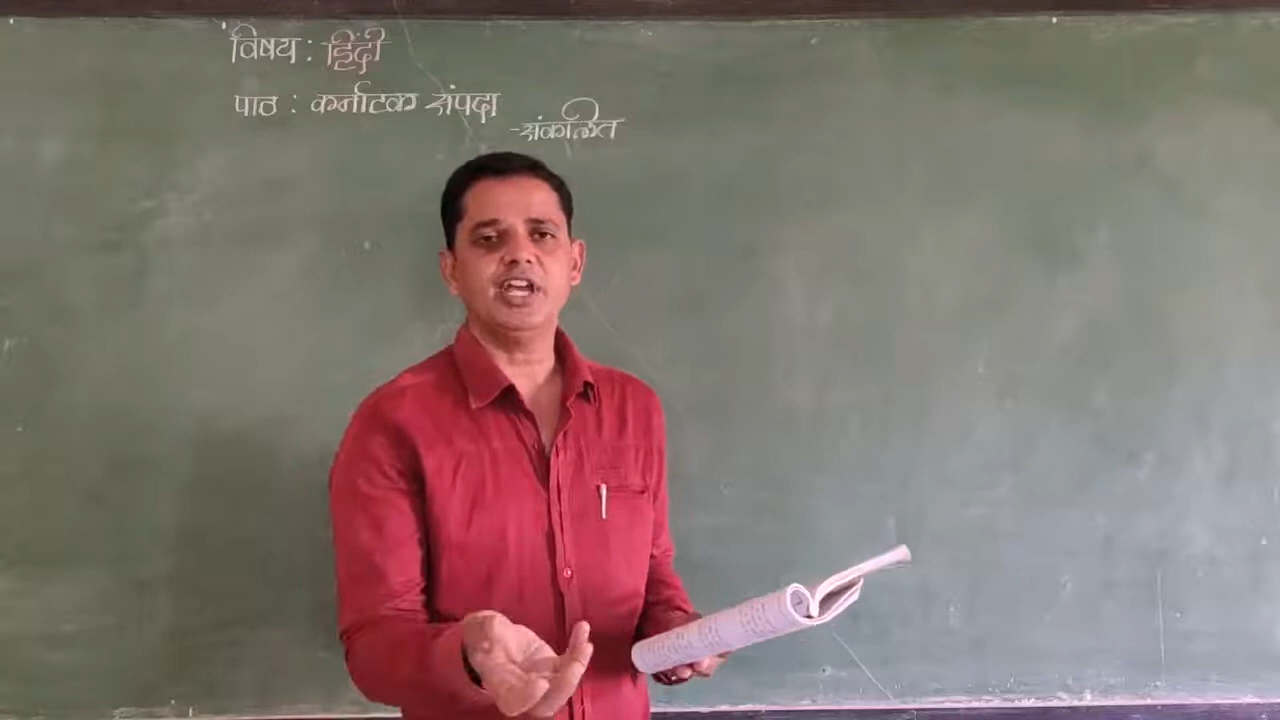 विषय : हिंदी
पाठ : कर्नाटक संपदा
-संकलित